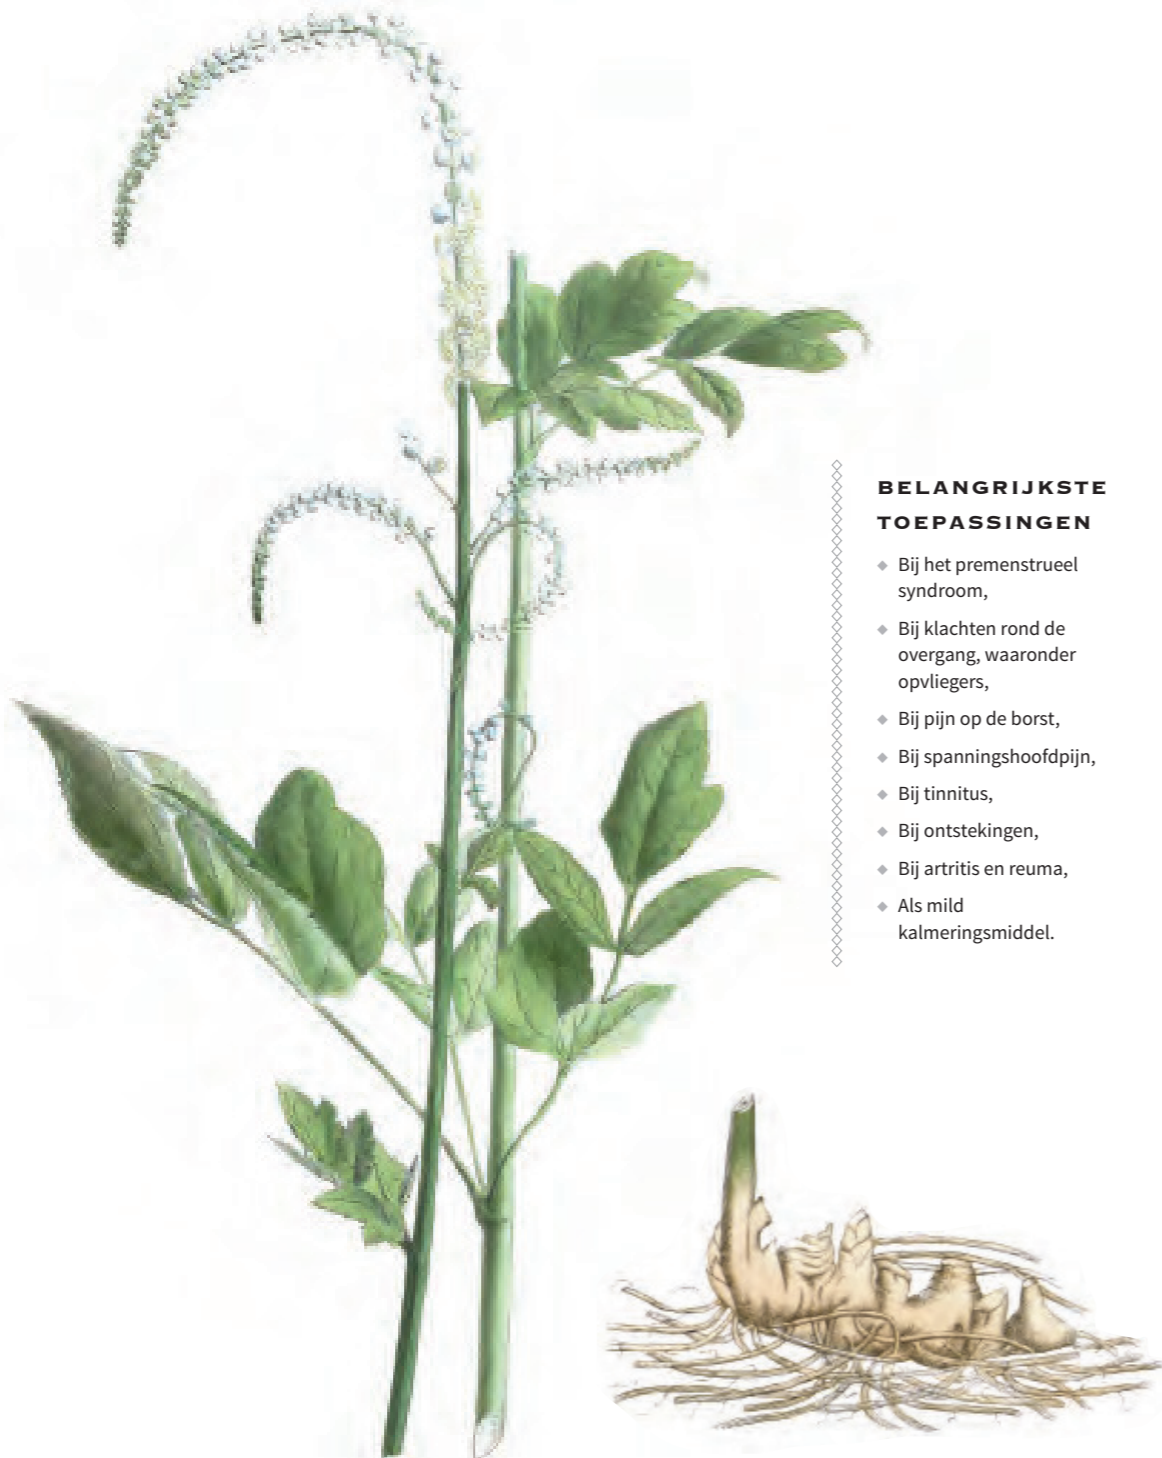 BELANGRIJKSTE
TOEPASSINGEN
◆ Bij het premenstrueel
syndroom,
◆ Bij klachten rond de
overgang, waaronder
opvliegers,
◆ Bij pijn op de borst,
◆ Bij spanningshoofdpijn,
◆ Bij tinnitus,
◆ Bij ontstekingen,
◆ Bij artritis en reuma,
◆ Als mild
kalmeringsmiddel.